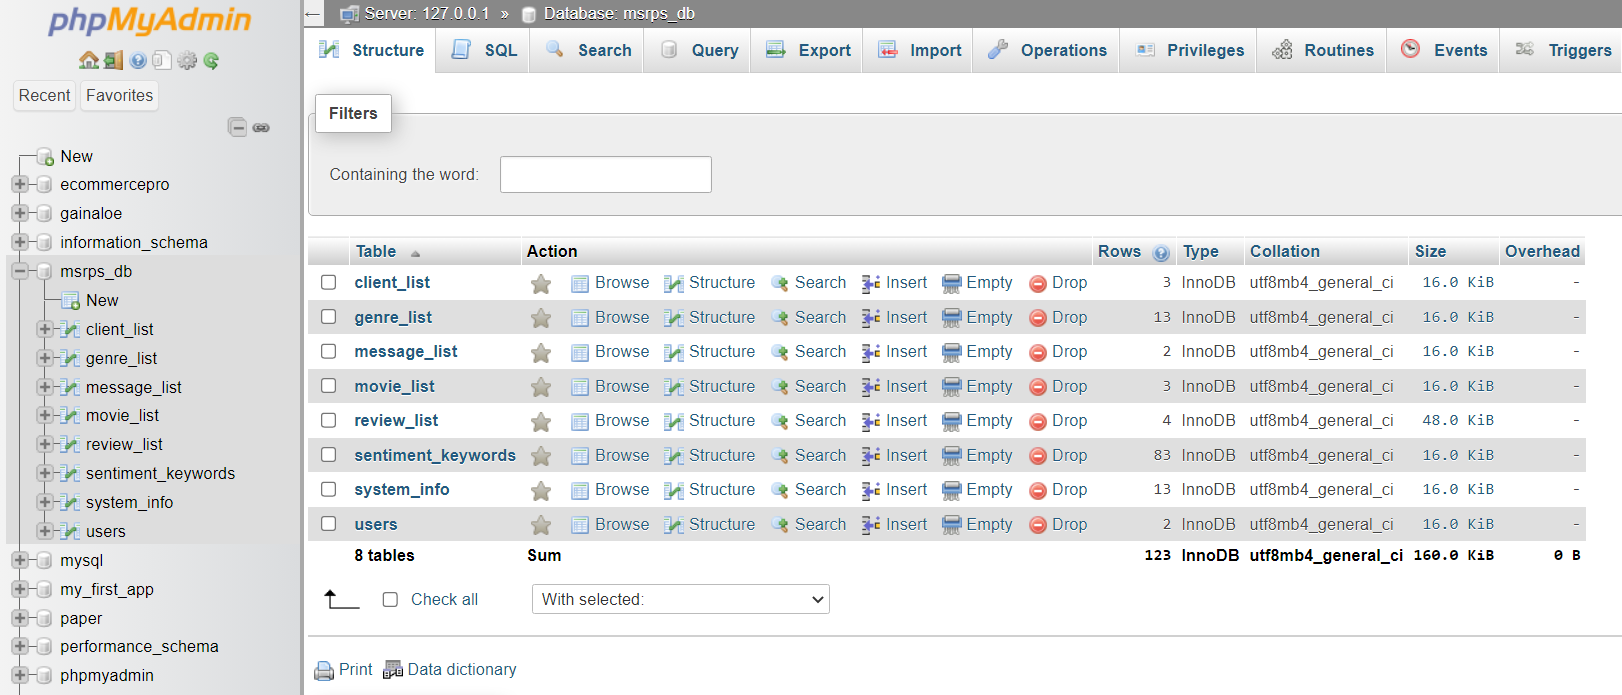 phpMyAdmin
Recent Favorites
New
ecommercepro
gainaloe
information_schema
msrps_db
New
client_list
genre_list
message_list
movie_list
review_list
sentiment_keywords
system_info
users
mysql
my_first_app
paper
performance_schema
phpmyadmin
Server: 127.0.0.1 » Database: msrps_db
Structure SQL Search Query Export Import Operations Privileges Routines Events Triggers
Filters
Containing the word:
Table Action Rows Type Collation Size Overhead
client_list Browse Structure Search Insert Empty Drop 3 InnoDB utf8mb4_general_ci 16.0 KiB -
genre_list Browse Structure Search Insert Empty Drop 13 InnoDB utf8mb4_general_ci 16.0 KiB -
message_list Browse Structure Search Insert Empty Drop 2 InnoDB utf8mb4_general_ci 16.0 KiB -
movie_list Browse Structure Search Insert Empty Drop 3 InnoDB utf8mb4_general_ci 16.0 KiB -
review_list Browse Structure Search Insert Empty Drop 4 InnoDB utf8mb4_general_ci 48.0 KiB -
sentiment_keywords Browse Structure Search Insert Empty Drop 83 InnoDB utf8mb4_general_ci 16.0 KiB -
system_info Browse Structure Search Insert Empty Drop 13 InnoDB utf8mb4_general_ci 16.0 KiB -
users Browse Structure Search Insert Empty Drop 2 InnoDB utf8mb4_general_ci 16.0 KiB -
8 tables Sum 123 InnoDB utf8mb4_general_ci 160.0 KiB 0 B
Check all With selected:
Print Data dictionary